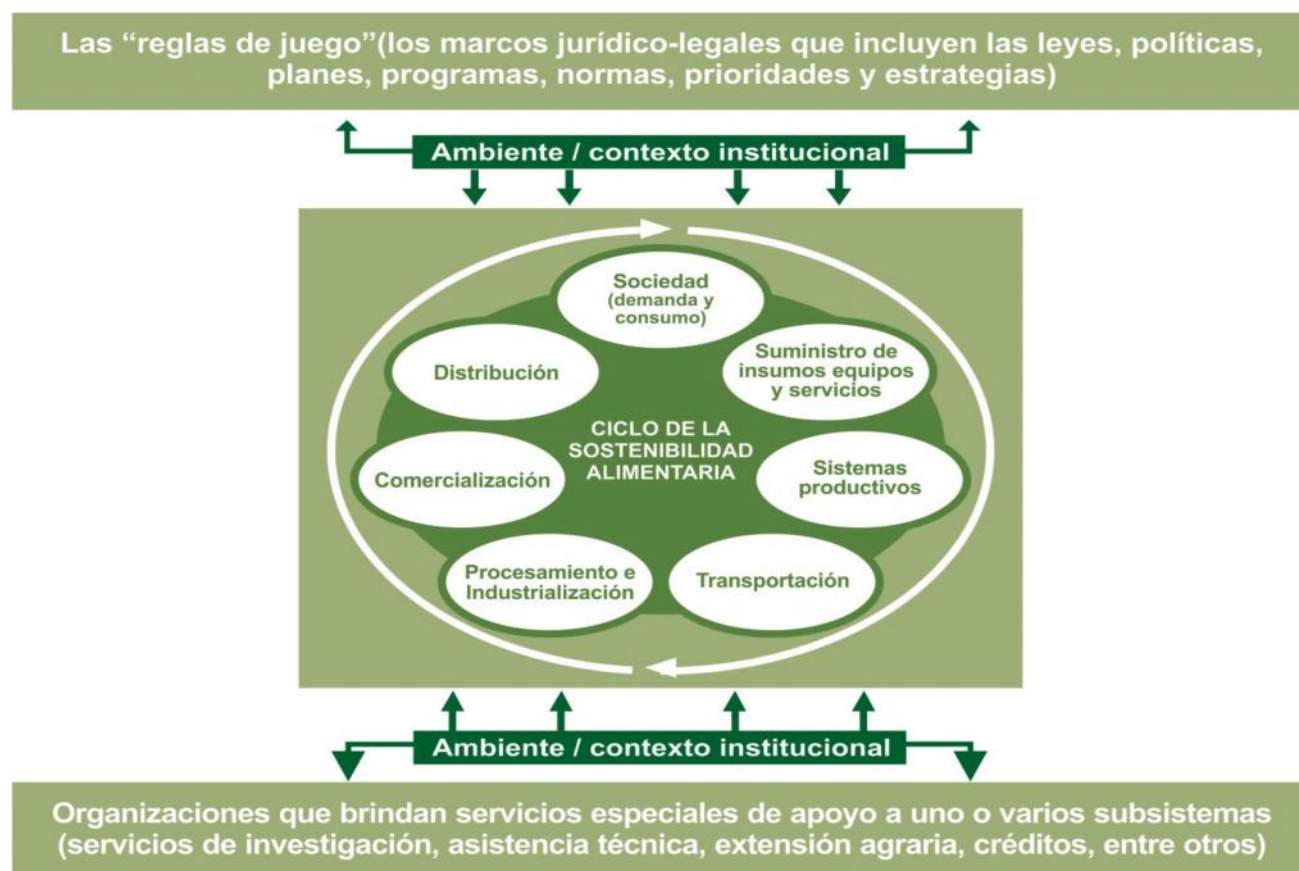 Las “reglas de juego”(los marcos jurídico-legales que incluyen las leyes, políticas,
planes, programas, normas, prioridades y estrategias)
Ambiente / contexto institucional
Sociedad
(demanda y
consumo)
Suministro de
insumos equipos
y servicios
Sistemas
productivos
Transportación
Procesamiento e
Industrialización
Comercialización
Distribución
CICLO DE LA
SOSTENIBILIDAD
ALIMENTARIA
Ambiente / contexto institucional
Organizaciones que brindan servicios especiales de apoyo a uno o varios subsistemas
(servicios de investigación, asistencia técnica, extensión agraria, créditos, entre otros)